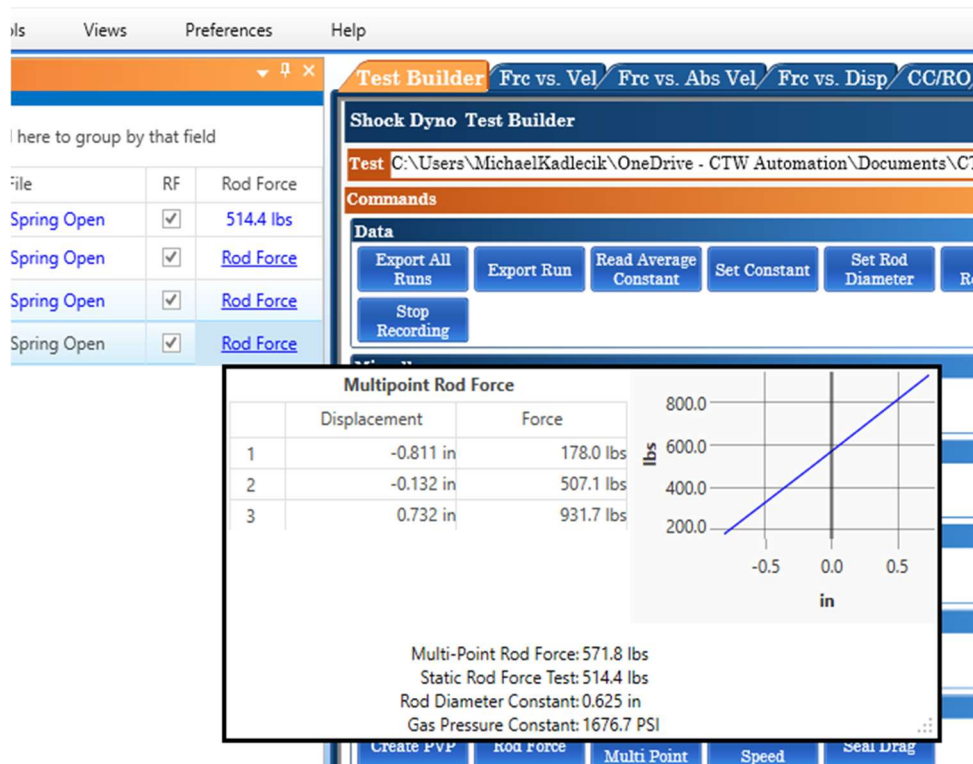 Views Preferences Help
Test Builder Frc vs. Vel Frc vs. Abs Vel Frc vs. Disp CC/RO
here to group by that field
Shock Dyno Test Builder
Test C:\Users\MichaelKadlecik\OneDrive - CTW Automation\Documents\CT
File RF Rod Force
Commands
Spring Open 514.4 lbs
Data
Spring Open Rod Force
Export All Runs
Export Run
Read Average Constant
Set Constant
Set Rod Diameter
Spring Open Rod Force
Stop Recording
Spring Open Rod Force
Multipoint Rod Force
Displacement Force
1 -0.811 in 178.0 lbs
2 -0.132 in 507.1 lbs
3 0.732 in 931.7 lbs
lbs
800.0
600.0
400.0
200.0
-0.5 0.0 0.5
in
Multi-Point Rod Force: 571.8 lbs
Static Rod Force Test: 514.4 lbs
Rod Diameter Constant: 0.625 in
Gas Pressure Constant: 1676.7 PSI
Create PVP Rod Force Multi Point Speed Seal Drag